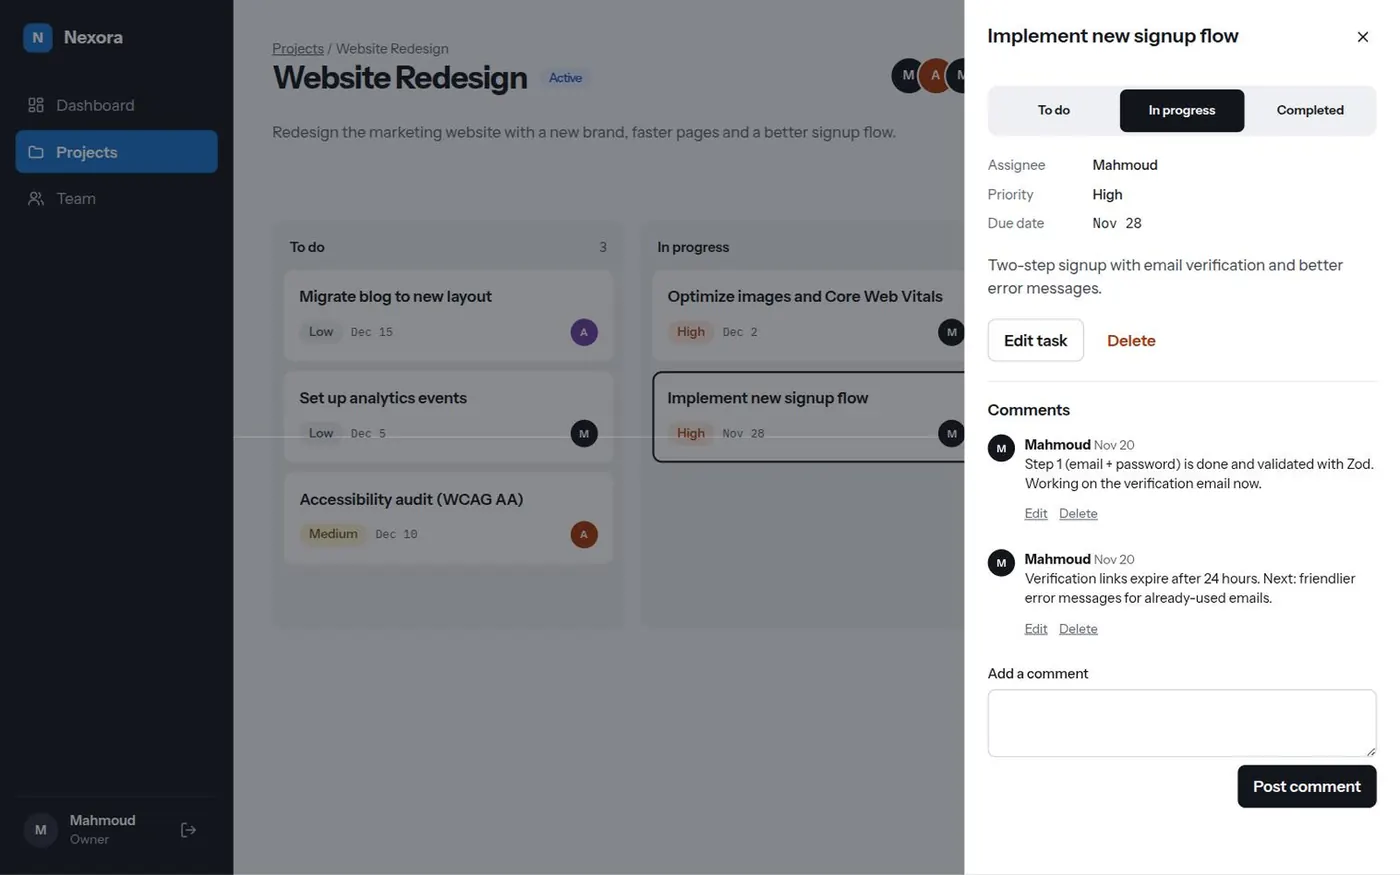 N Nexora
Dashboard
Projects
Team
M
Mahmoud
Owner
Projects / Website Redesign
Website Redesign Active
M A M
Redesign the marketing website with a new brand, faster pages and a better signup flow.
To do 3
Migrate blog to new layout
Low Dec 15 A
Set up analytics events
Low Dec 5 M
Accessibility audit (WCAG AA)
Medium Dec 10 A
In progress
Optimize images and Core Web Vitals
High Dec 2 M
Implement new signup flow
High Nov 28 M
Implement new signup flow
To do In progress Completed
Assignee Mahmoud
Priority High
Due date Nov 28
Two-step signup with email verification and better
error messages.
Edit task Delete
Comments
M Mahmoud Nov 20
Step 1 (email + password) is done and validated with Zod.
Working on the verification email now.
Edit Delete
M Mahmoud Nov 20
Verification links expire after 24 hours. Next: friendlier
error messages for already-used emails.
Edit Delete
Add a comment
Post comment